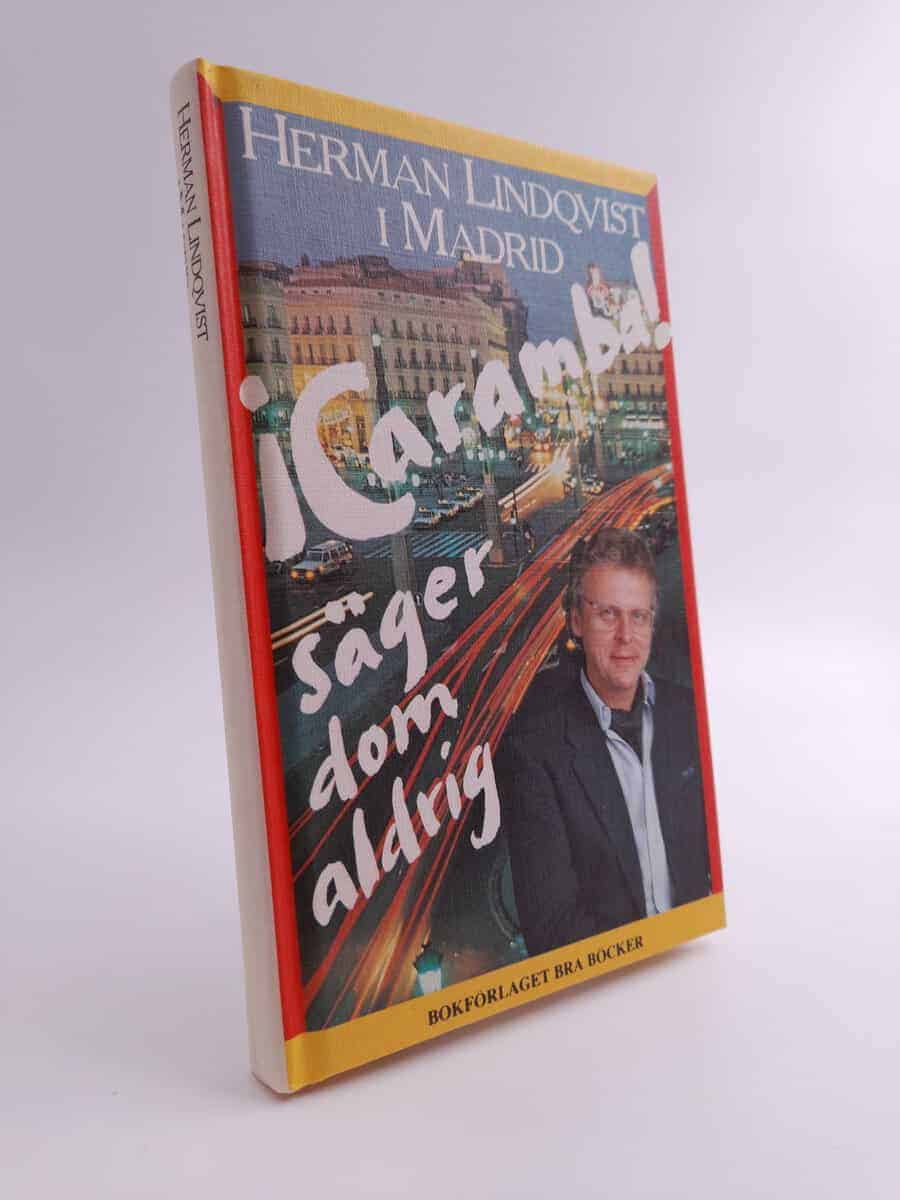 HERMAN LINDQVIST
HERMAN LINDQVIST
I MADRID
¡Caramba!
säger
dom
aldrig
BOKFÖRLAGET BRA BÖCKER